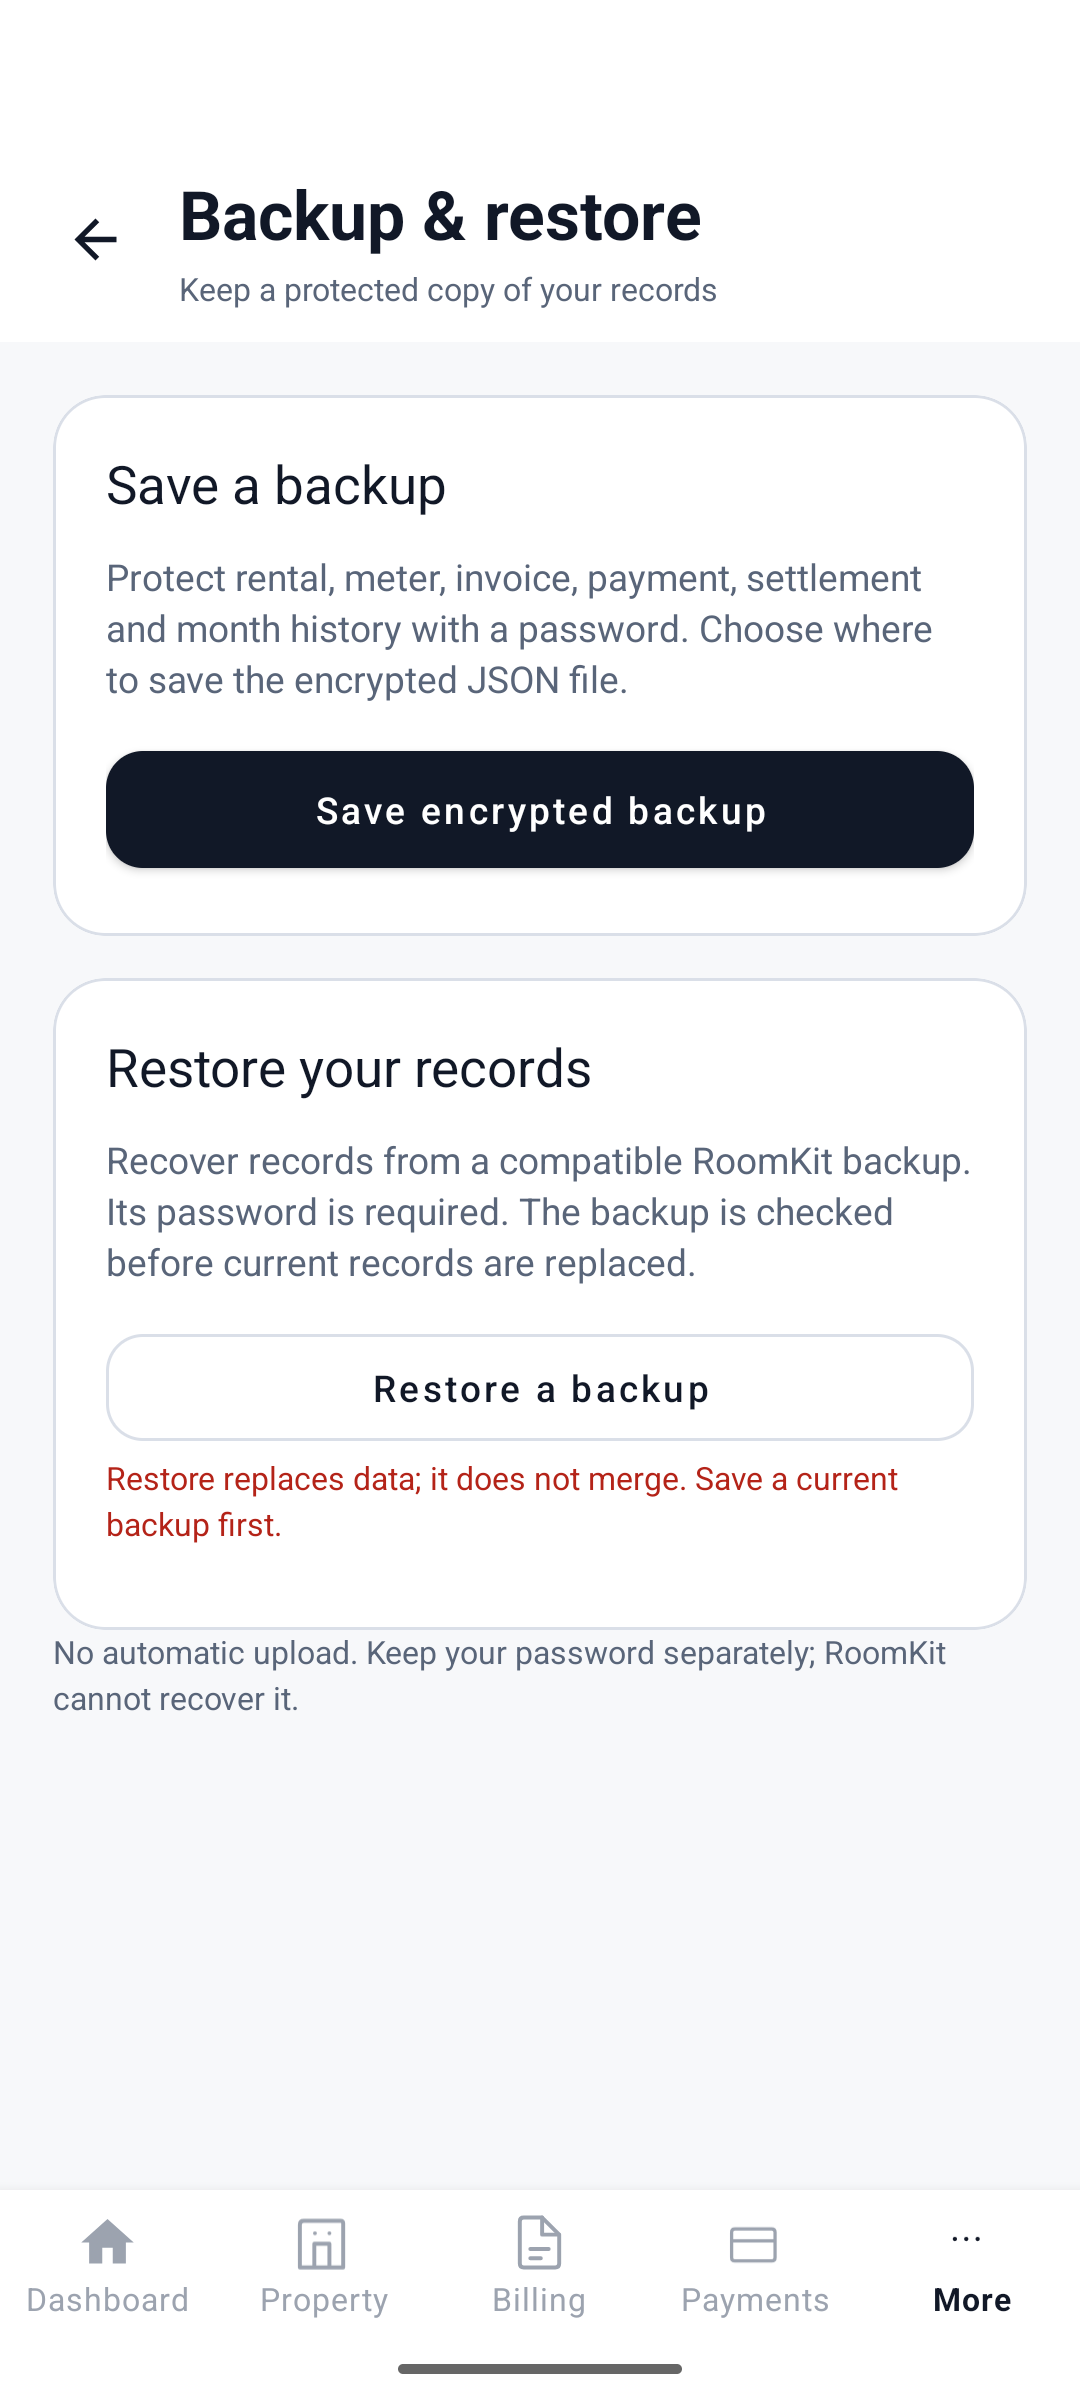 Backup & restore
Keep a protected copy of your records
Save a backup
Protect rental, meter, invoice, payment, settlement
and month history with a password. Choose where
to save the encrypted JSON file.
Save encrypted backup
Restore your records
Recover records from a compatible RoomKit backup.
Its password is required. The backup is checked
before current records are replaced.
Restore a backup
Restore replaces data; it does not merge. Save a current
backup first.
No automatic upload. Keep your password separately; RoomKit
cannot recover it.
Dashboard
Property
Billing
Payments
More